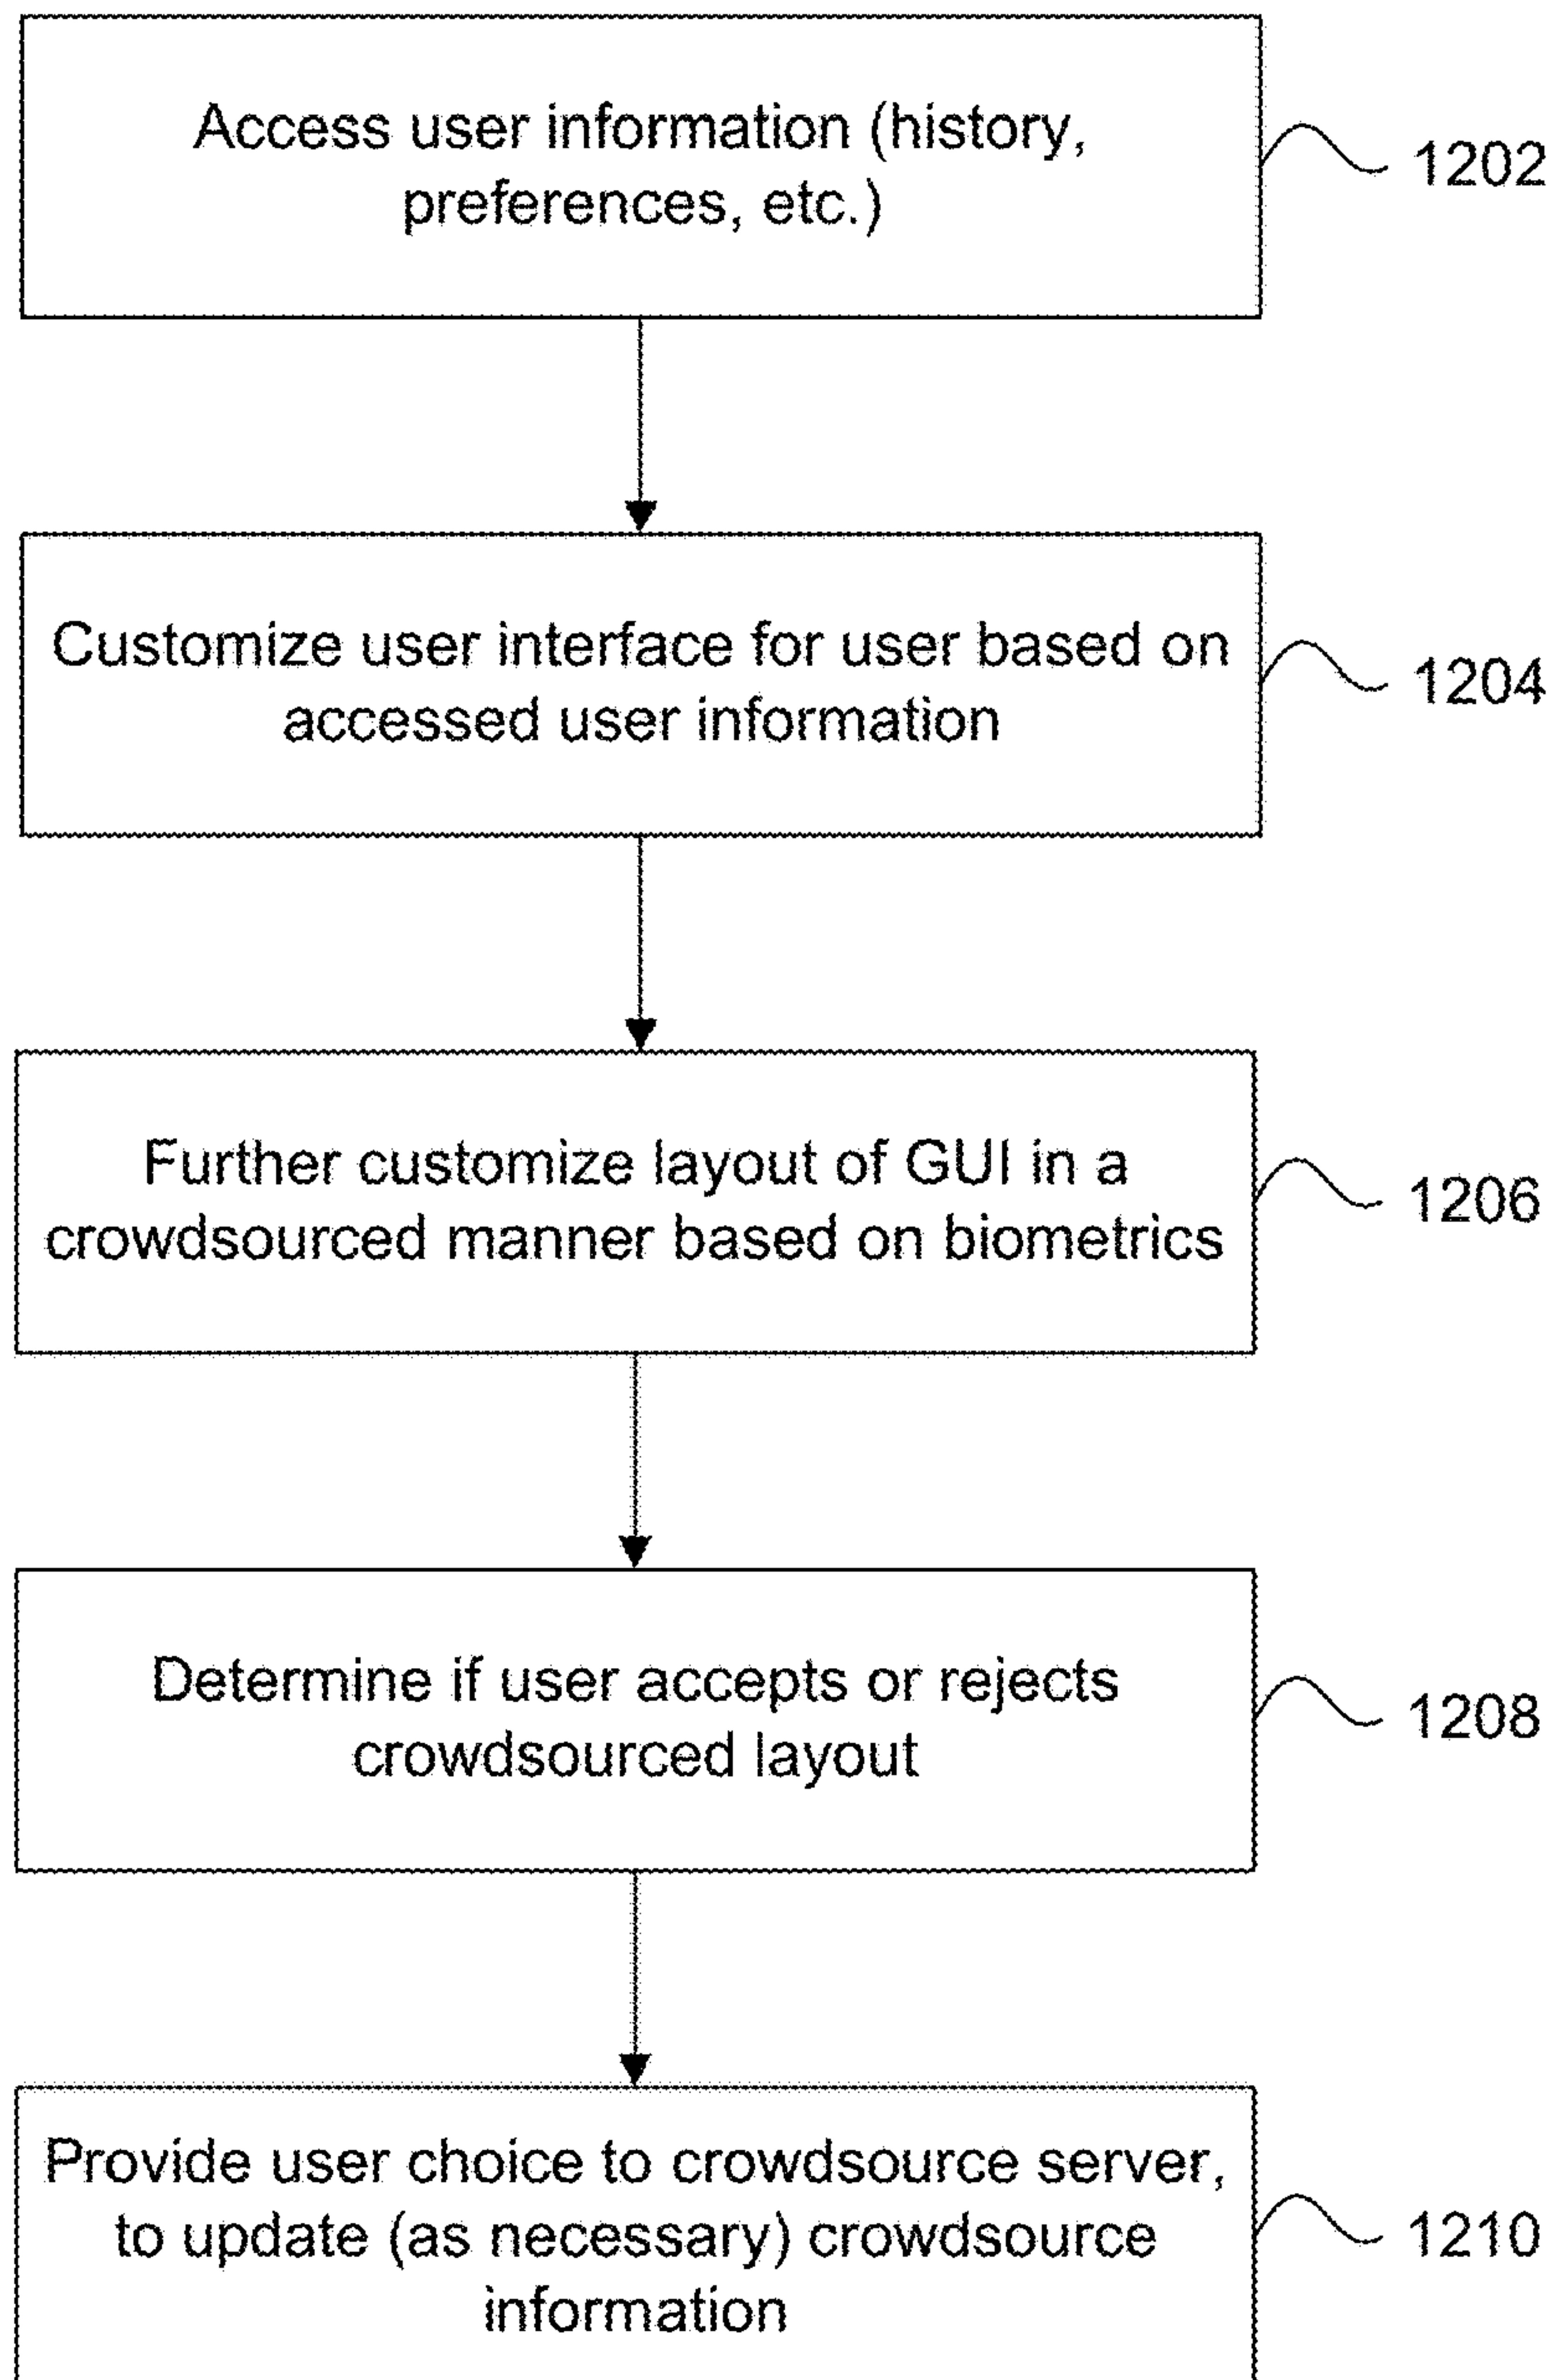 Access user information (history,
preferences, etc.)
1202
Customize user interface for user based on
accessed user information
1204
Further customize layout of GUI in a
crowdsourced manner based on biometrics
1206
Determine if user accepts or rejects
crowdsourced layout
1208
Provide user choice to crowdsource server,
to update (as necessary) crowdsource
information
1210